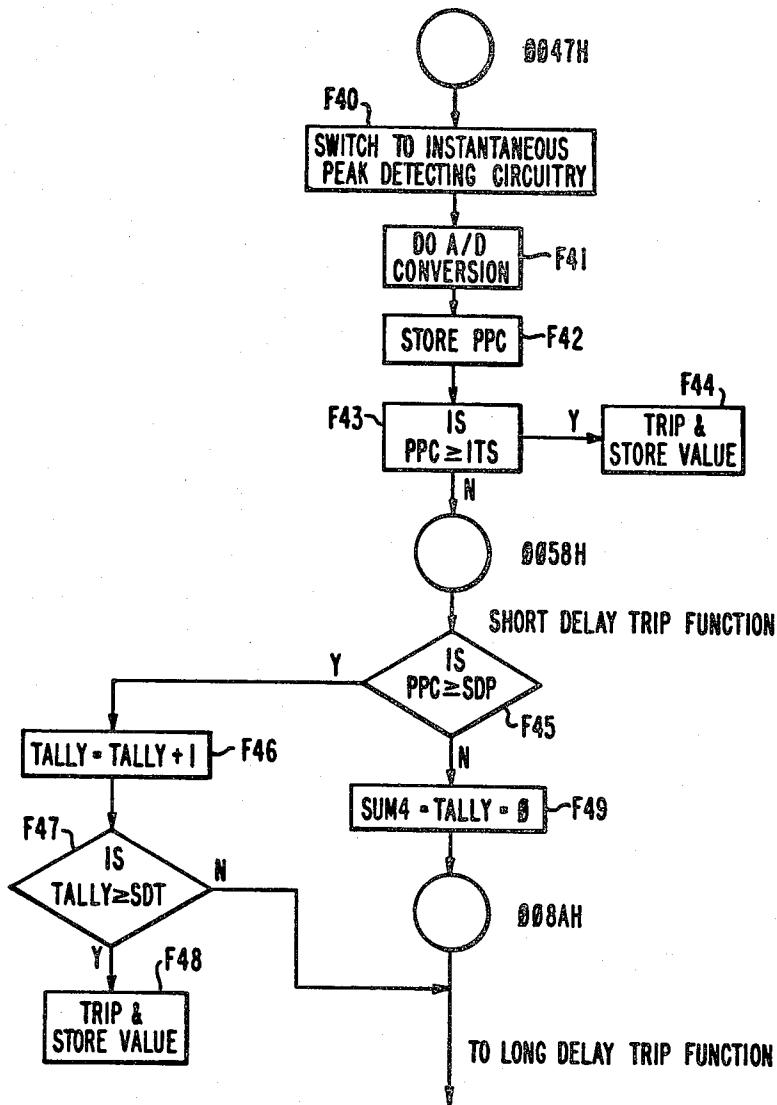 0047H
F40
SWITCH TO INSTANTANEOUS
PEAK DETECTING CIRCUITRY
DO A/D
CONVERSION
F41
STORE PPC
F42
F43
IS
PPC ≥ ITS
Y
F44
TRIP &
STORE VALUE
N
0058H
SHORT DELAY TRIP FUNCTION
Y
IS
PPC ≥ SDP
F45
TALLY = TALLY + 1
F46
N
SUM4 = TALLY = 0
F49
F47
IS
TALLY ≥ SDT
N
008AH
Y
F48
TRIP &
STORE VALUE
TO LONG DELAY TRIP FUNCTION